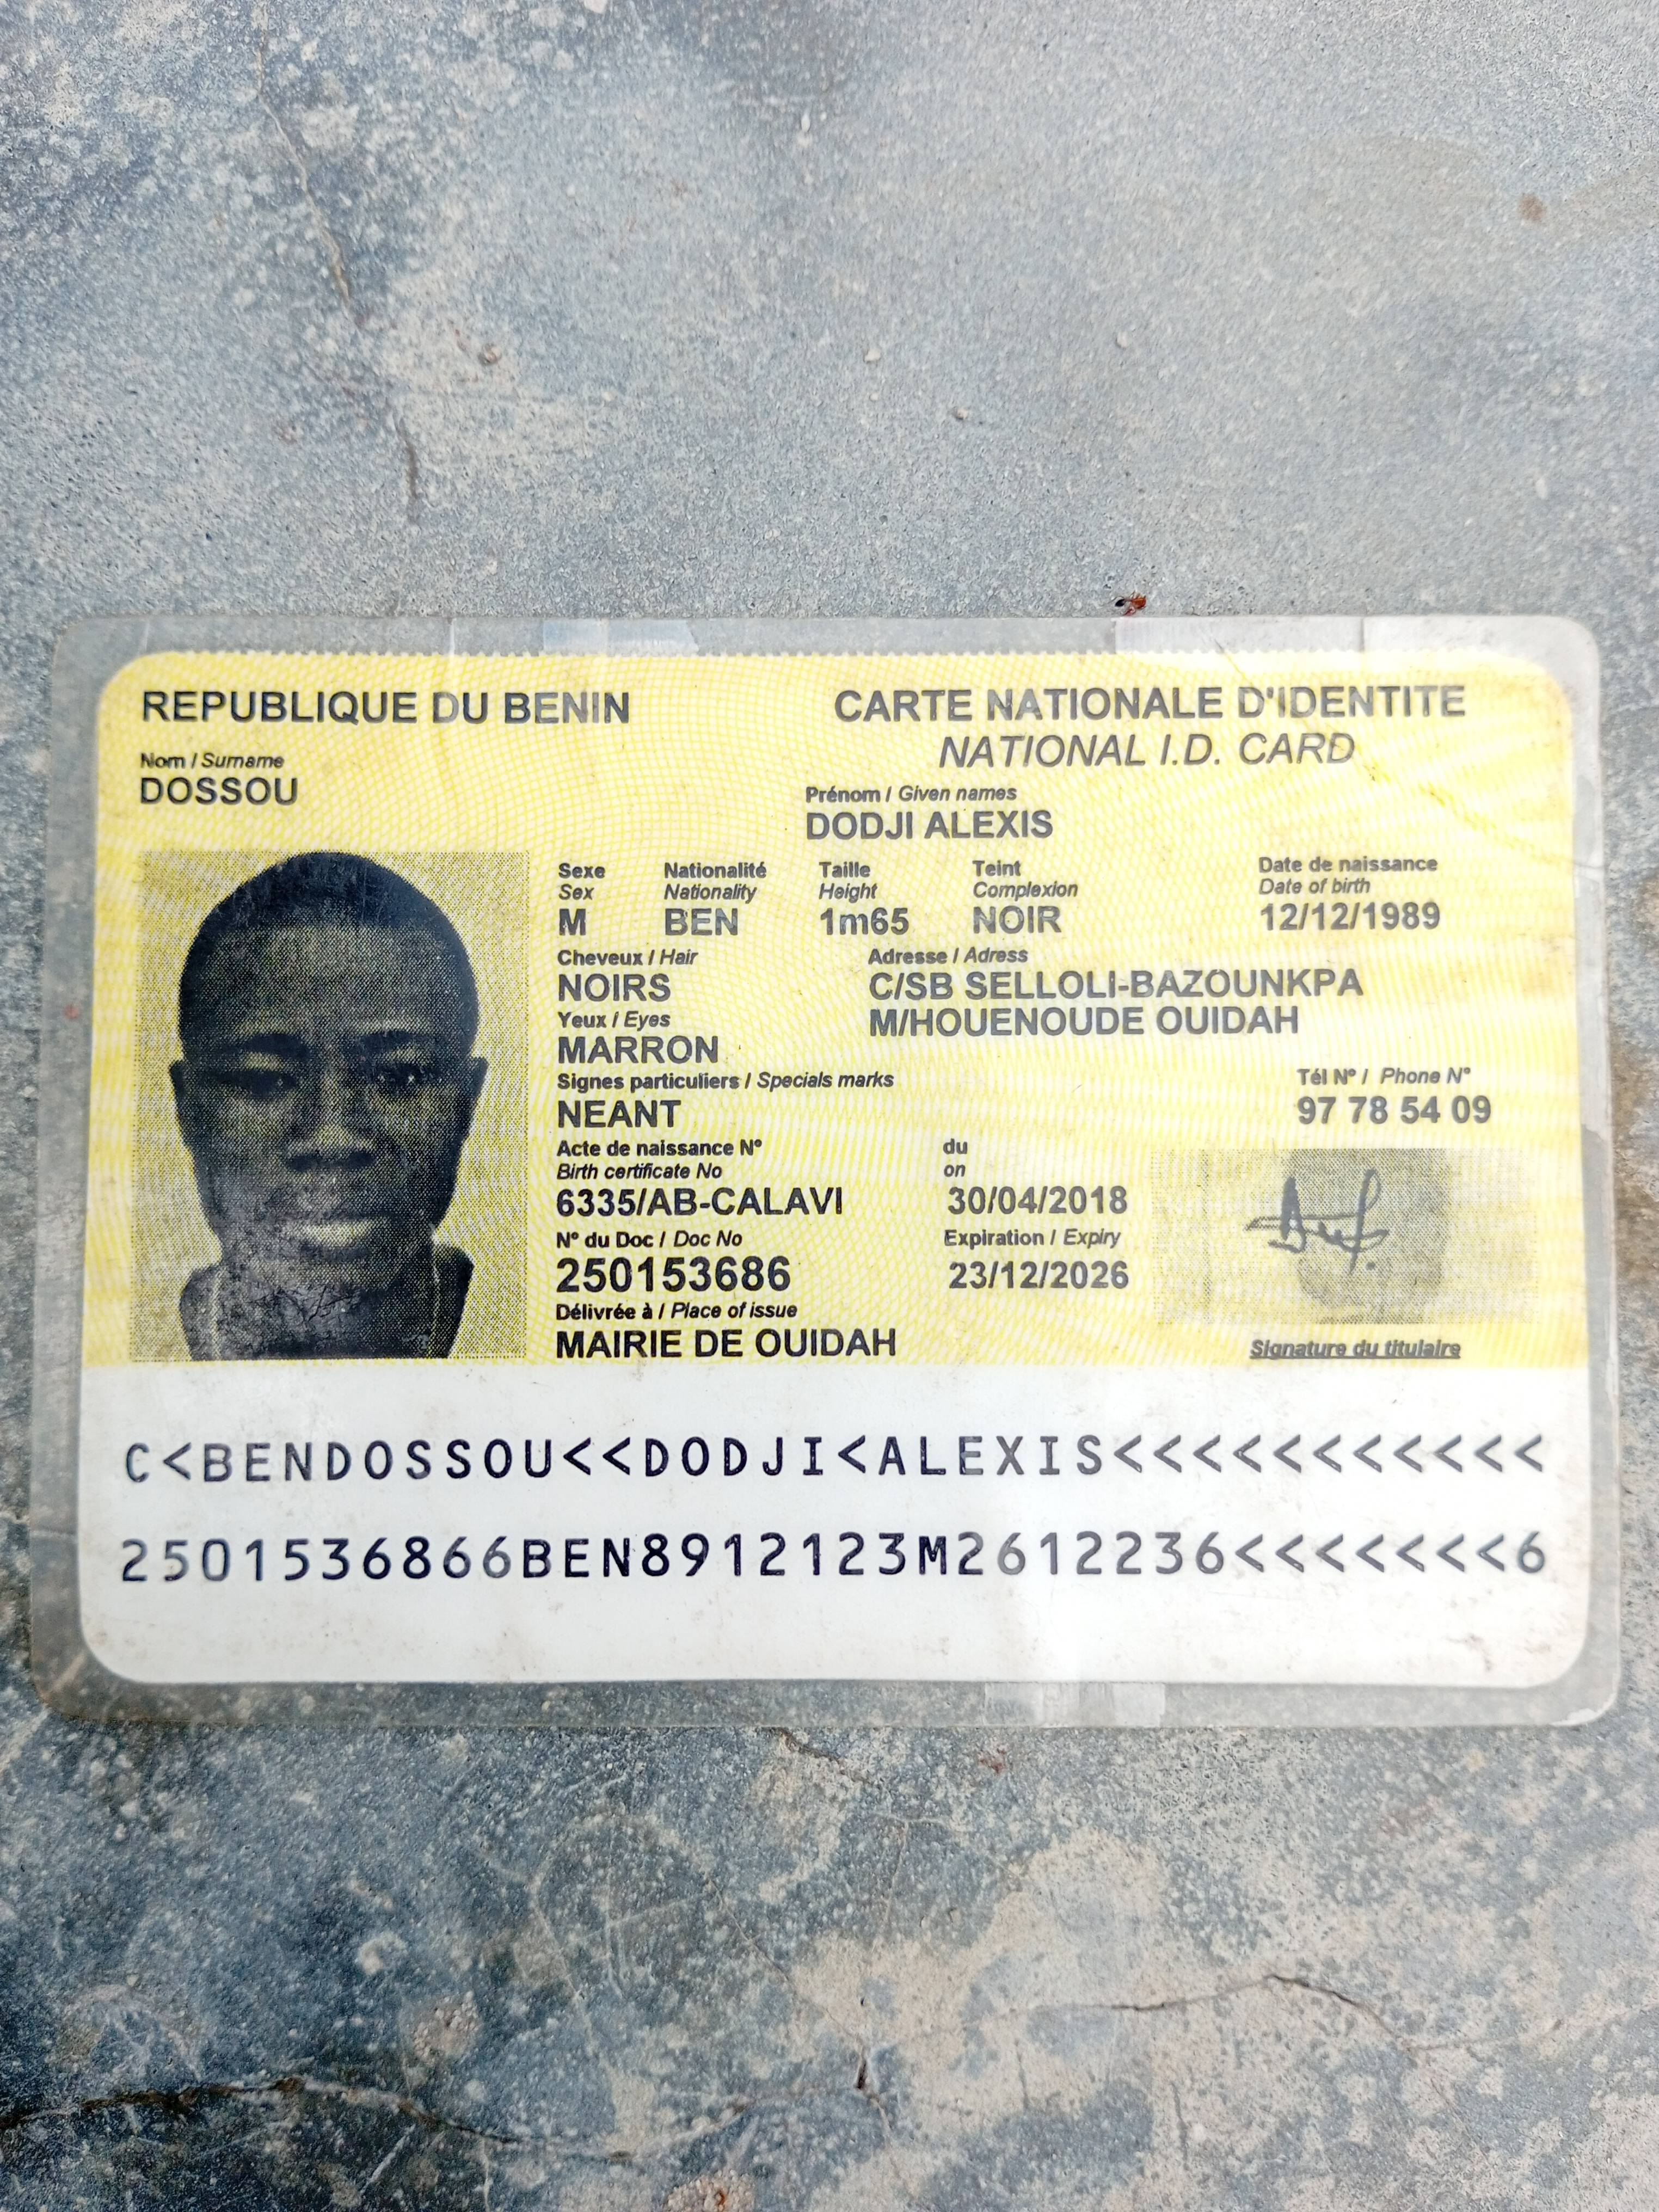 REPUBLIQUE DU BENIN
CARTE NATIONALE D'IDENTITE
NATIONAL I.D. CARD
Nom / Surname
DOSSOU
Prénom / Given names
DODJI ALEXIS
Sexe Nationalité Taille Teint Date de naissance
Sex Nationality Height Complexion Date of birth
M BEN 1m65 NOIR 12/12/1989
Cheveux / Hair Adresse / Adress
NOIRS C/SB SELLOLI-BAZOUNKPA
Yeux / Eyes M/HOUENOUDE OUIDAH
MARRON
Signes particuliers / Specials marks Tél N° / Phone N°
NEANT 97 78 54 09
Acte de naissance N° du
Birth certificate No on
6335/AB-CALAVI 30/04/2018
N° du Doc / Doc No Expiration / Expiry
250153686 23/12/2026
Délivrée à / Place of issue
MAIRIE DE OUIDAH
Signature du titulaire
C<BENDOSSOU<<DODJI<ALEXIS<<<<<<<<<<<
2501536866BEN8912123M2612236<<<<<<<6